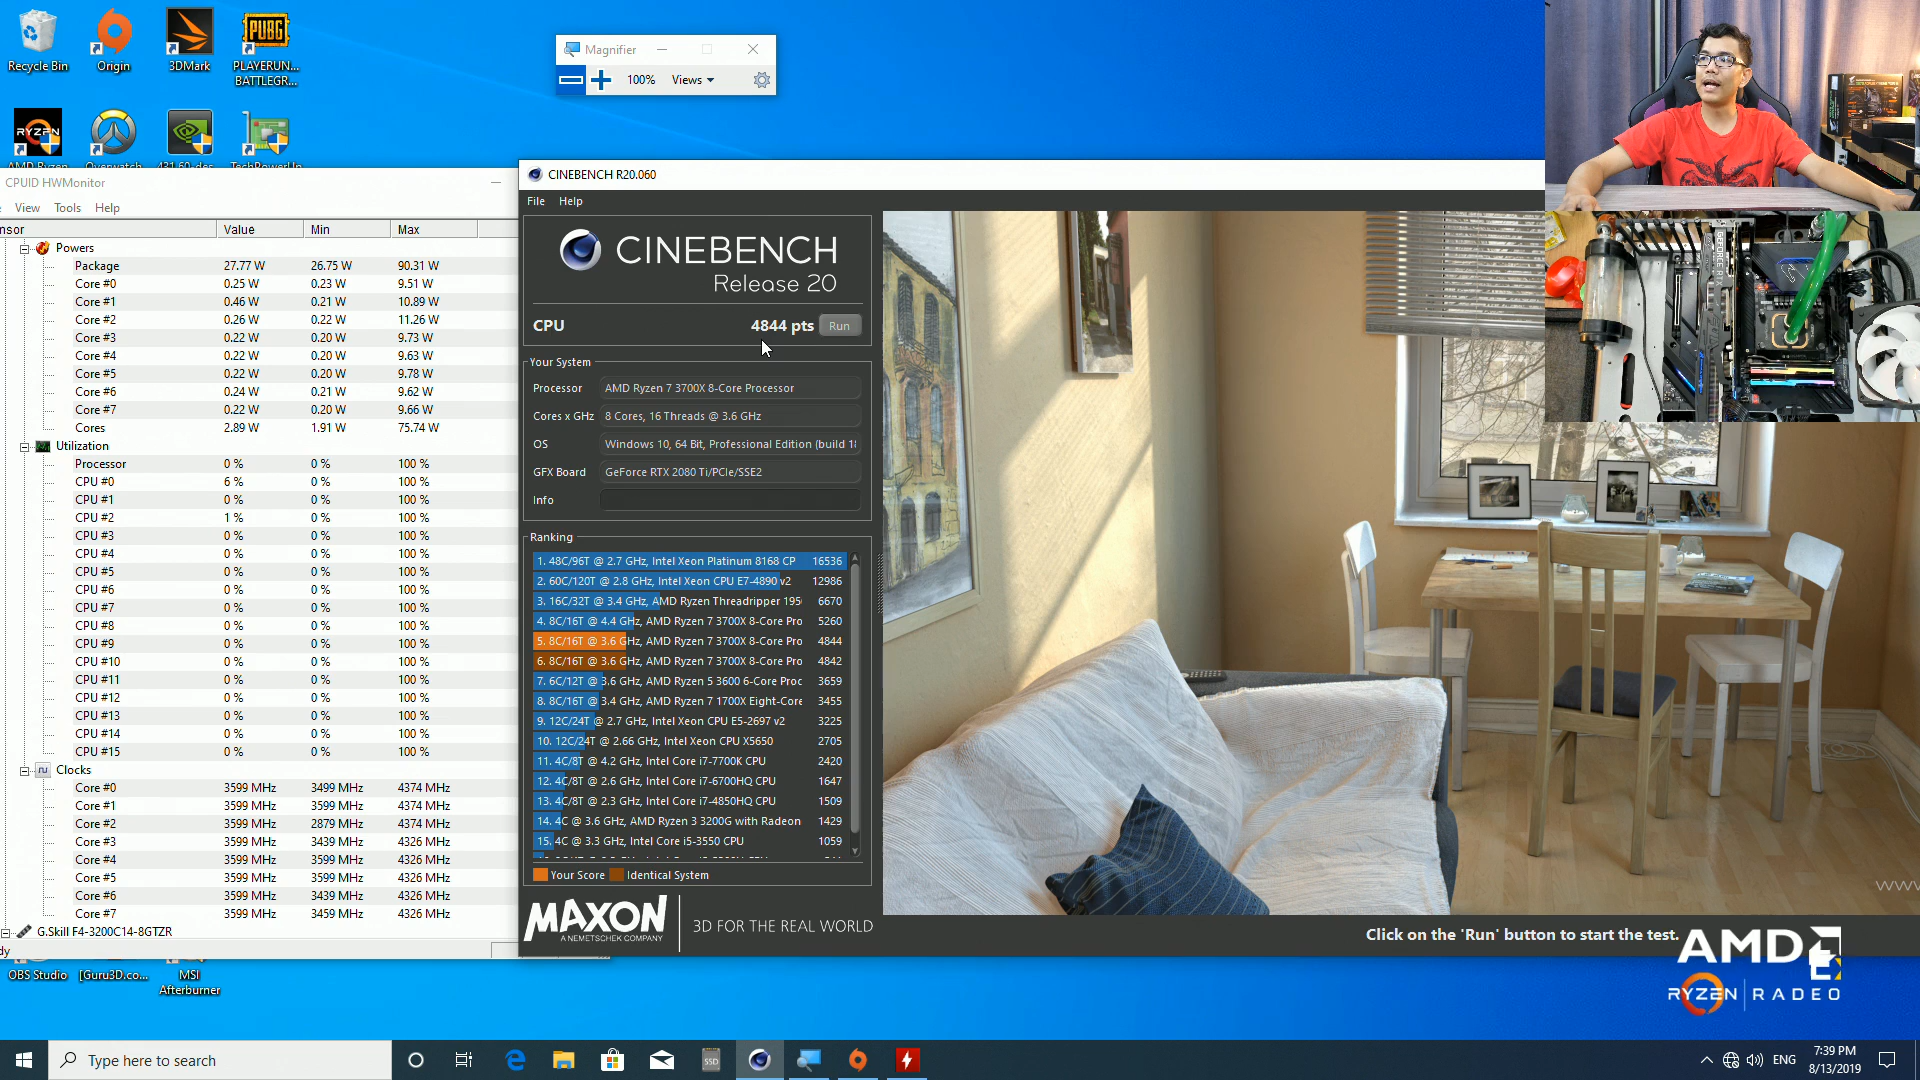 Recycle Bin
Origin
3DMark
PLAYERUN...
BATTLEGR...
PUBG
RYZEN
AMD Ryzen
Overwatch
431.60-des...
TechPowerUp
Magnifier
100%
Views
CPUID HWMonitor
View Tools Help
nsor Value Min Max
Powers
Package 27.77 W 26.75 W 90.31 W
Core #0 0.25 W 0.23 W 9.51 W
Core #1 0.46 W 0.21 W 10.89 W
Core #2 0.26 W 0.22 W 11.26 W
Core #3 0.22 W 0.20 W 9.73 W
Core #4 0.22 W 0.20 W 9.63 W
Core #5 0.22 W 0.20 W 9.78 W
Core #6 0.24 W 0.21 W 9.62 W
Core #7 0.22 W 0.20 W 9.66 W
Cores 2.89 W 1.91 W 75.74 W
Utilization
Processor 0 % 0 % 100 %
CPU #0 6 % 0 % 100 %
CPU #1 0 % 0 % 100 %
CPU #2 1 % 0 % 100 %
CPU #3 0 % 0 % 100 %
CPU #4 0 % 0 % 100 %
CPU #5 0 % 0 % 100 %
CPU #6 0 % 0 % 100 %
CPU #7 0 % 0 % 100 %
CPU #8 0 % 0 % 100 %
CPU #9 0 % 0 % 100 %
CPU #10 0 % 0 % 100 %
CPU #11 0 % 0 % 100 %
CPU #12 0 % 0 % 100 %
CPU #13 0 % 0 % 100 %
CPU #14 0 % 0 % 100 %
CPU #15 0 % 0 % 100 %
Clocks
Core #0 3599 MHz 3499 MHz 4374 MHz
Core #1 3599 MHz 3599 MHz 4374 MHz
Core #2 3599 MHz 2879 MHz 4374 MHz
Core #3 3599 MHz 3439 MHz 4326 MHz
Core #4 3599 MHz 3599 MHz 4326 MHz
Core #5 3599 MHz 3599 MHz 4326 MHz
Core #6 3599 MHz 3439 MHz 4326 MHz
Core #7 3599 MHz 3459 MHz 4326 MHz
G.Skill F4-3200C14-8GTZR
dy
CINEBENCH R20.060
File Help
CINEBENCH
Release 20
CPU 4844 pts Run
Your System
Processor AMD Ryzen 7 3700X 8-Core Processor
Cores x GHz 8 Cores, 16 Threads @ 3.6 GHz
OS Windows 10, 64 Bit, Professional Edition (build 18
GFX Board GeForce RTX 2080 Ti/PCIe/SSE2
Info
Ranking
1. 48C/96T @ 2.7 GHz, Intel Xeon Platinum 8168 CP 16536
2. 60C/120T @ 2.8 GHz, Intel Xeon CPU E7-4890 v2 12986
3. 16C/32T @ 3.4 GHz, AMD Ryzen Threadripper 195 6670
4. 8C/16T @ 4.4 GHz, AMD Ryzen 7 3700X 8-Core Pro 5260
5. 8C/16T @ 3.6 GHz, AMD Ryzen 7 3700X 8-Core Pro 4844
6. 8C/16T @ 3.6 GHz, AMD Ryzen 7 3700X 8-Core Pro 4842
7. 6C/12T @ 3.6 GHz, AMD Ryzen 5 3600 6-Core Proc 3659
8. 8C/16T @ 3.4 GHz, AMD Ryzen 7 1700X Eight-Core 3455
9. 12C/24T @ 2.7 GHz, Intel Xeon CPU E5-2697 v2 3225
10. 12C/24T @ 2.66 GHz, Intel Xeon CPU X5650 2705
11. 4C/8T @ 4.2 GHz, Intel Core i7-7700K CPU 2420
12. 4C/8T @ 2.6 GHz, Intel Core i7-6700HQ CPU 1647
13. 4C/8T @ 2.3 GHz, Intel Core i7-4850HQ CPU 1509
14. 4C @ 3.6 GHz, AMD Ryzen 3 3200G with Radeon 1429
15. 4C @ 3.3 GHz, Intel Core i5-3550 CPU 1059
Your Score Identical System
MAXON
A NEMETSCHEK COMPANY
3D FOR THE REAL WORLD
www
Click on the 'Run' button to start the test.
AMD
RYZEN RADEO
OBS Studio
[Guru3D.co...
MSI
Afterburner
Type here to search
SSD
ENG
7:39 PM
8/13/2019